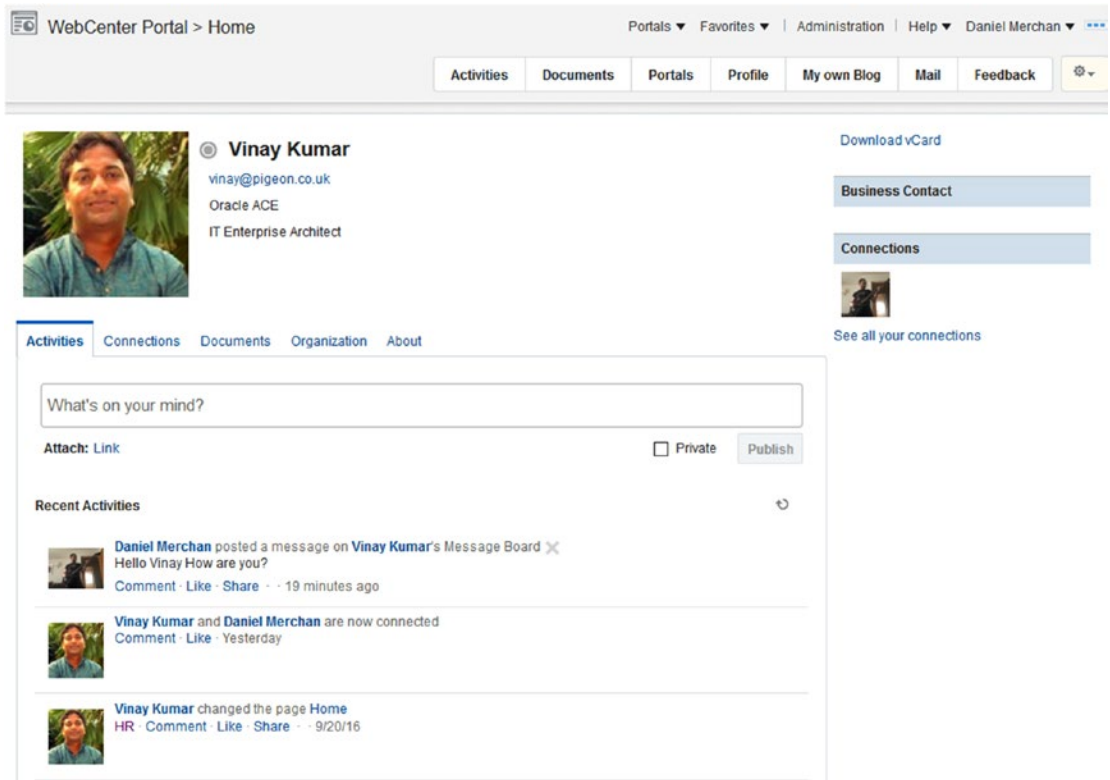 WebCenter Portal > Home
Portals ▼ Favorites ▼ | Administration | Help ▼ Daniel Merchan ▼
Activities Documents Portals Profile My own Blog Mail Feedback
Vinay Kumar
vinay@pigeon.co.uk
Oracle ACE
IT Enterprise Architect
Download vCard
Business Contact
Connections
See all your connections
Activities Connections Documents Organization About
What's on your mind?
Attach: Link
Private Publish
Recent Activities
Daniel Merchan posted a message on Vinay Kumar's Message Board
Hello Vinay How are you?
Comment · Like · Share · · 19 minutes ago
Vinay Kumar and Daniel Merchan are now connected
Comment · Like · Yesterday
Vinay Kumar changed the page Home
HR · Comment · Like · Share · · 9/20/16